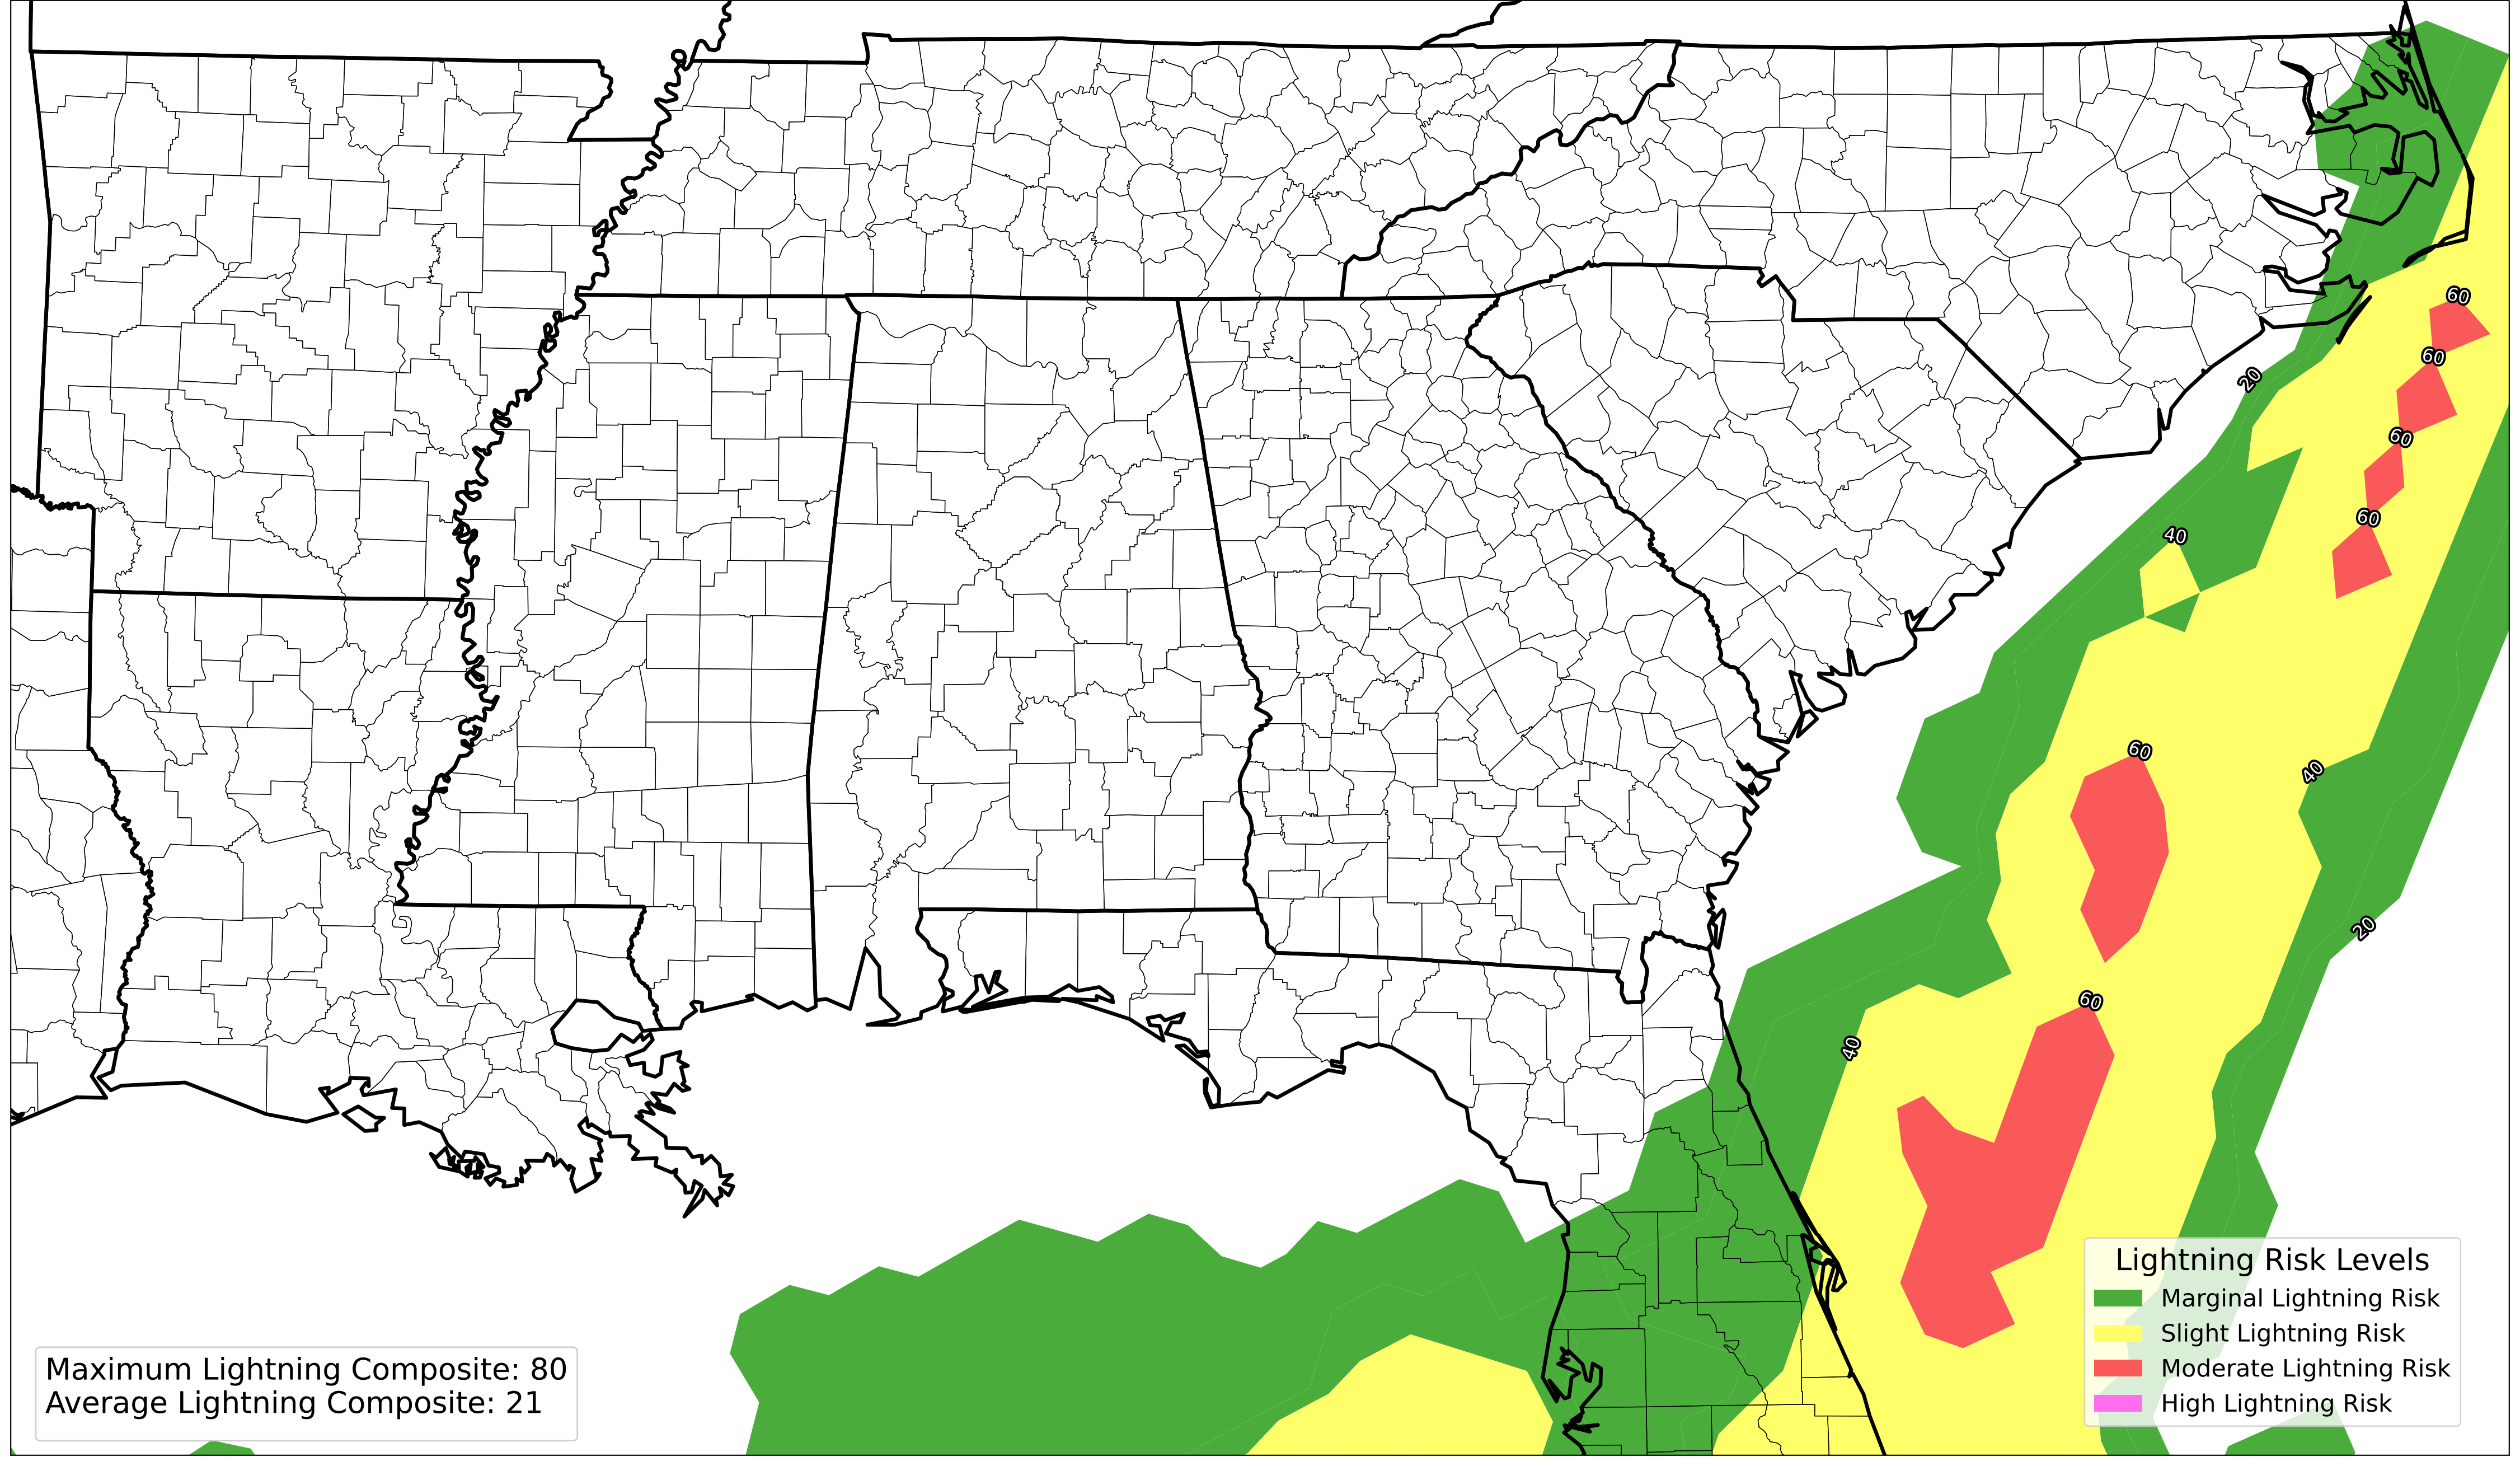 60
60
20
60
40
60
60
40
20
60
40
Lightning Risk Levels
Marginal Lightning Risk
Slight Lightning Risk
Moderate Lightning Risk
High Lightning Risk
Maximum Lightning Composite: 80
Average Lightning Composite: 21